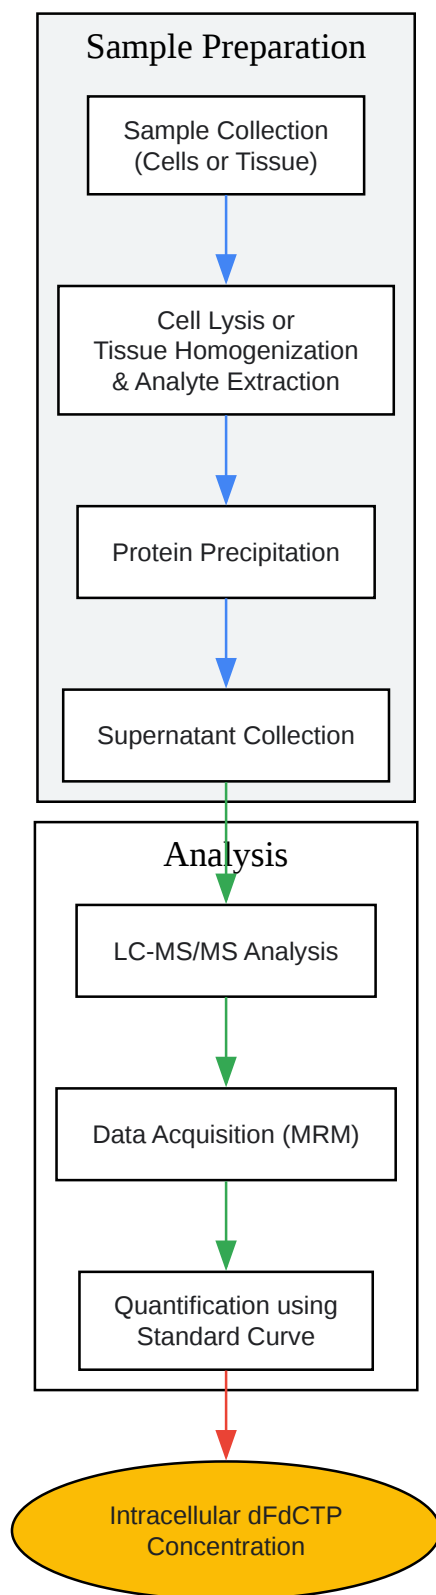 Sample Preparation
Sample Collection
(Cells or Tissue)
Cell Lysis or
Tissue Homogenization
& Analyte Extraction
Protein Precipitation
Supernatant Collection
Analysis
LC-MS/MS Analysis
Data Acquisition (MRM)
Quantification using
Standard Curve
Intracellular dFdCTP
Concentration